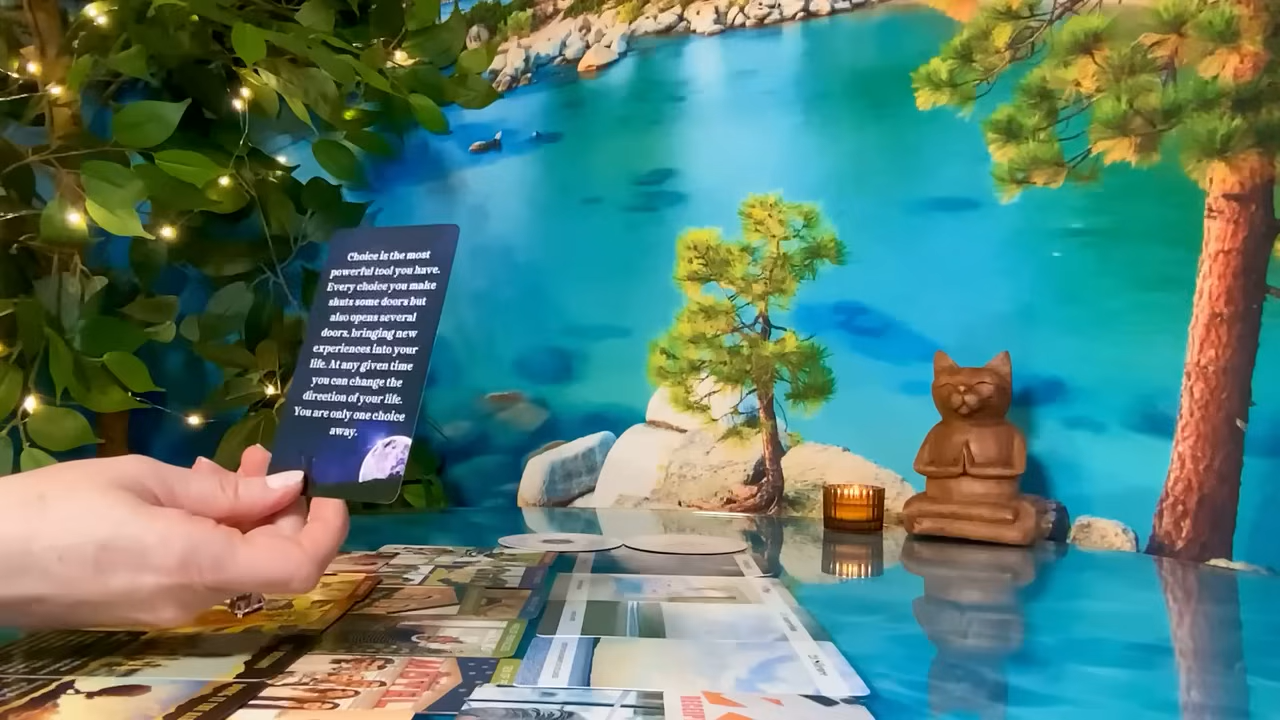 Choice is the most
powerful tool you have.
Every choice you make
shuts some doors but
also opens several
doors, bringing new
experiences into your
life. At any given time
you can change the
direction of your life.
You are only one choice
away.